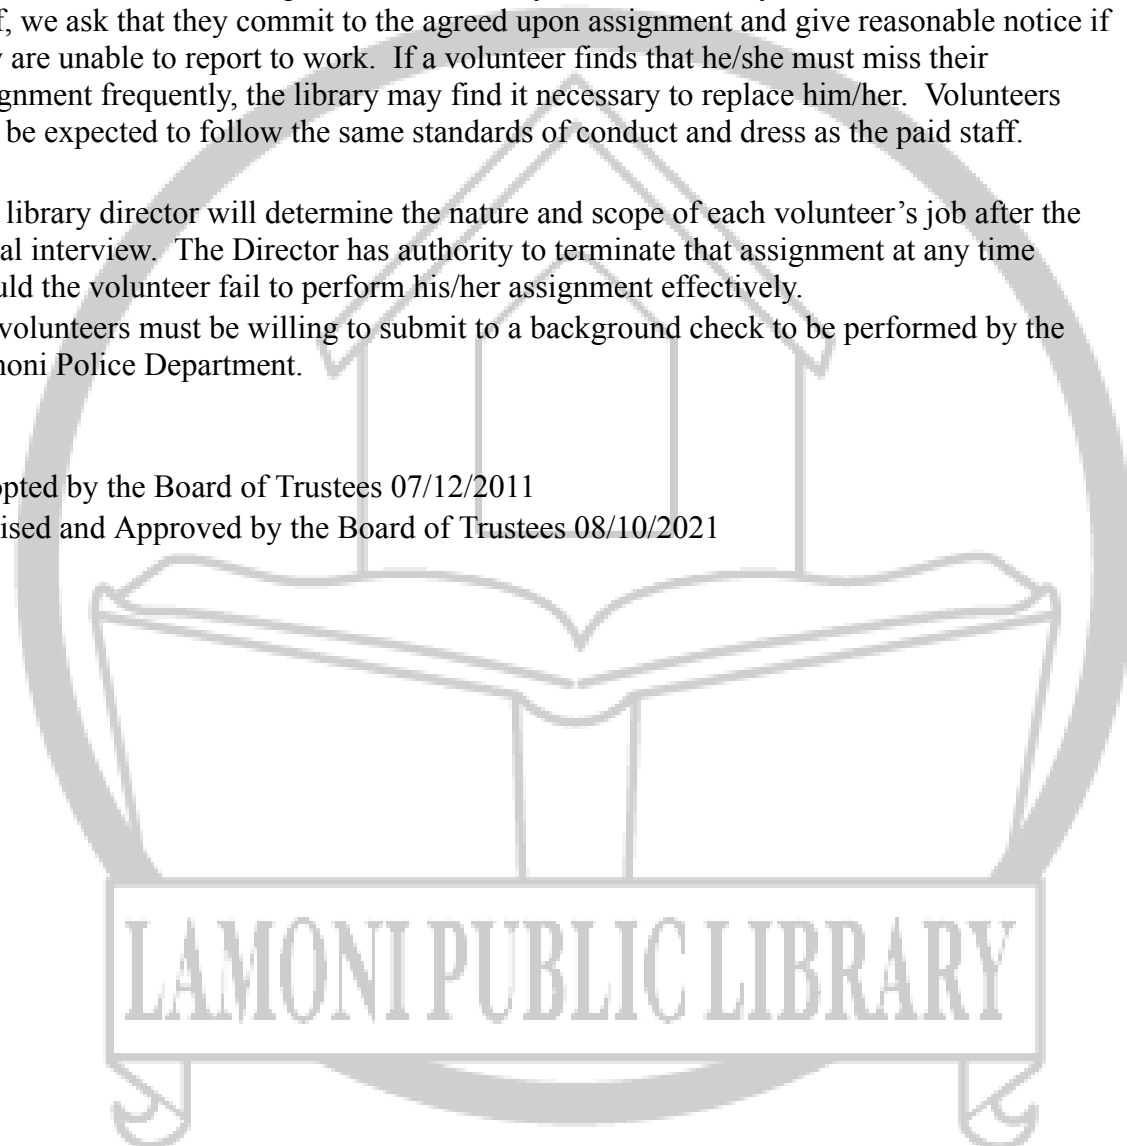 f, we ask that they commit to the agreed upon assignment and give reasonable notice if
are unable to report to work.  If a volunteer finds that he/she must miss their
gnment frequently, the library may find it necessary to replace him/her.  Volunteers
be expected to follow the same standards of conduct and dress as the paid staff.
library director will determine the nature and scope of each volunteer’s job after the
al interview.  The Director has authority to terminate that assignment at any time
uld the volunteer fail to perform his/her assignment effectively.
volunteers must be willing to submit to a background check to be performed by the
moni Police Department.
opted by the Board of Trustees 07/12/2011
ised and Approved by the Board of Trustees 08/10/2021
LAMONI PUBLIC LIBRARY